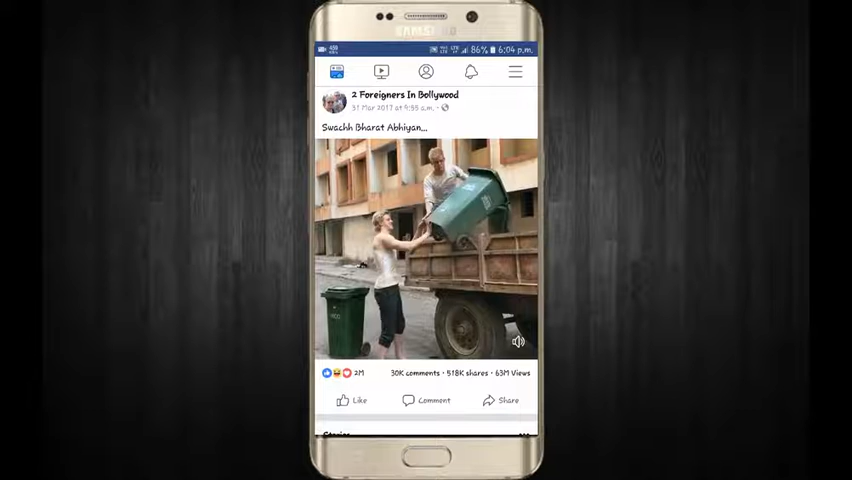 SAMSUNG
86% 6:04 p.m.
2 Foreigners In Bollywood
31 Mar 2017 at 9:55 a.m.
Swachh Bharat Abhiyan...
2M 30K comments • 518K shares • 63M Views
Like Comment Share
Stories